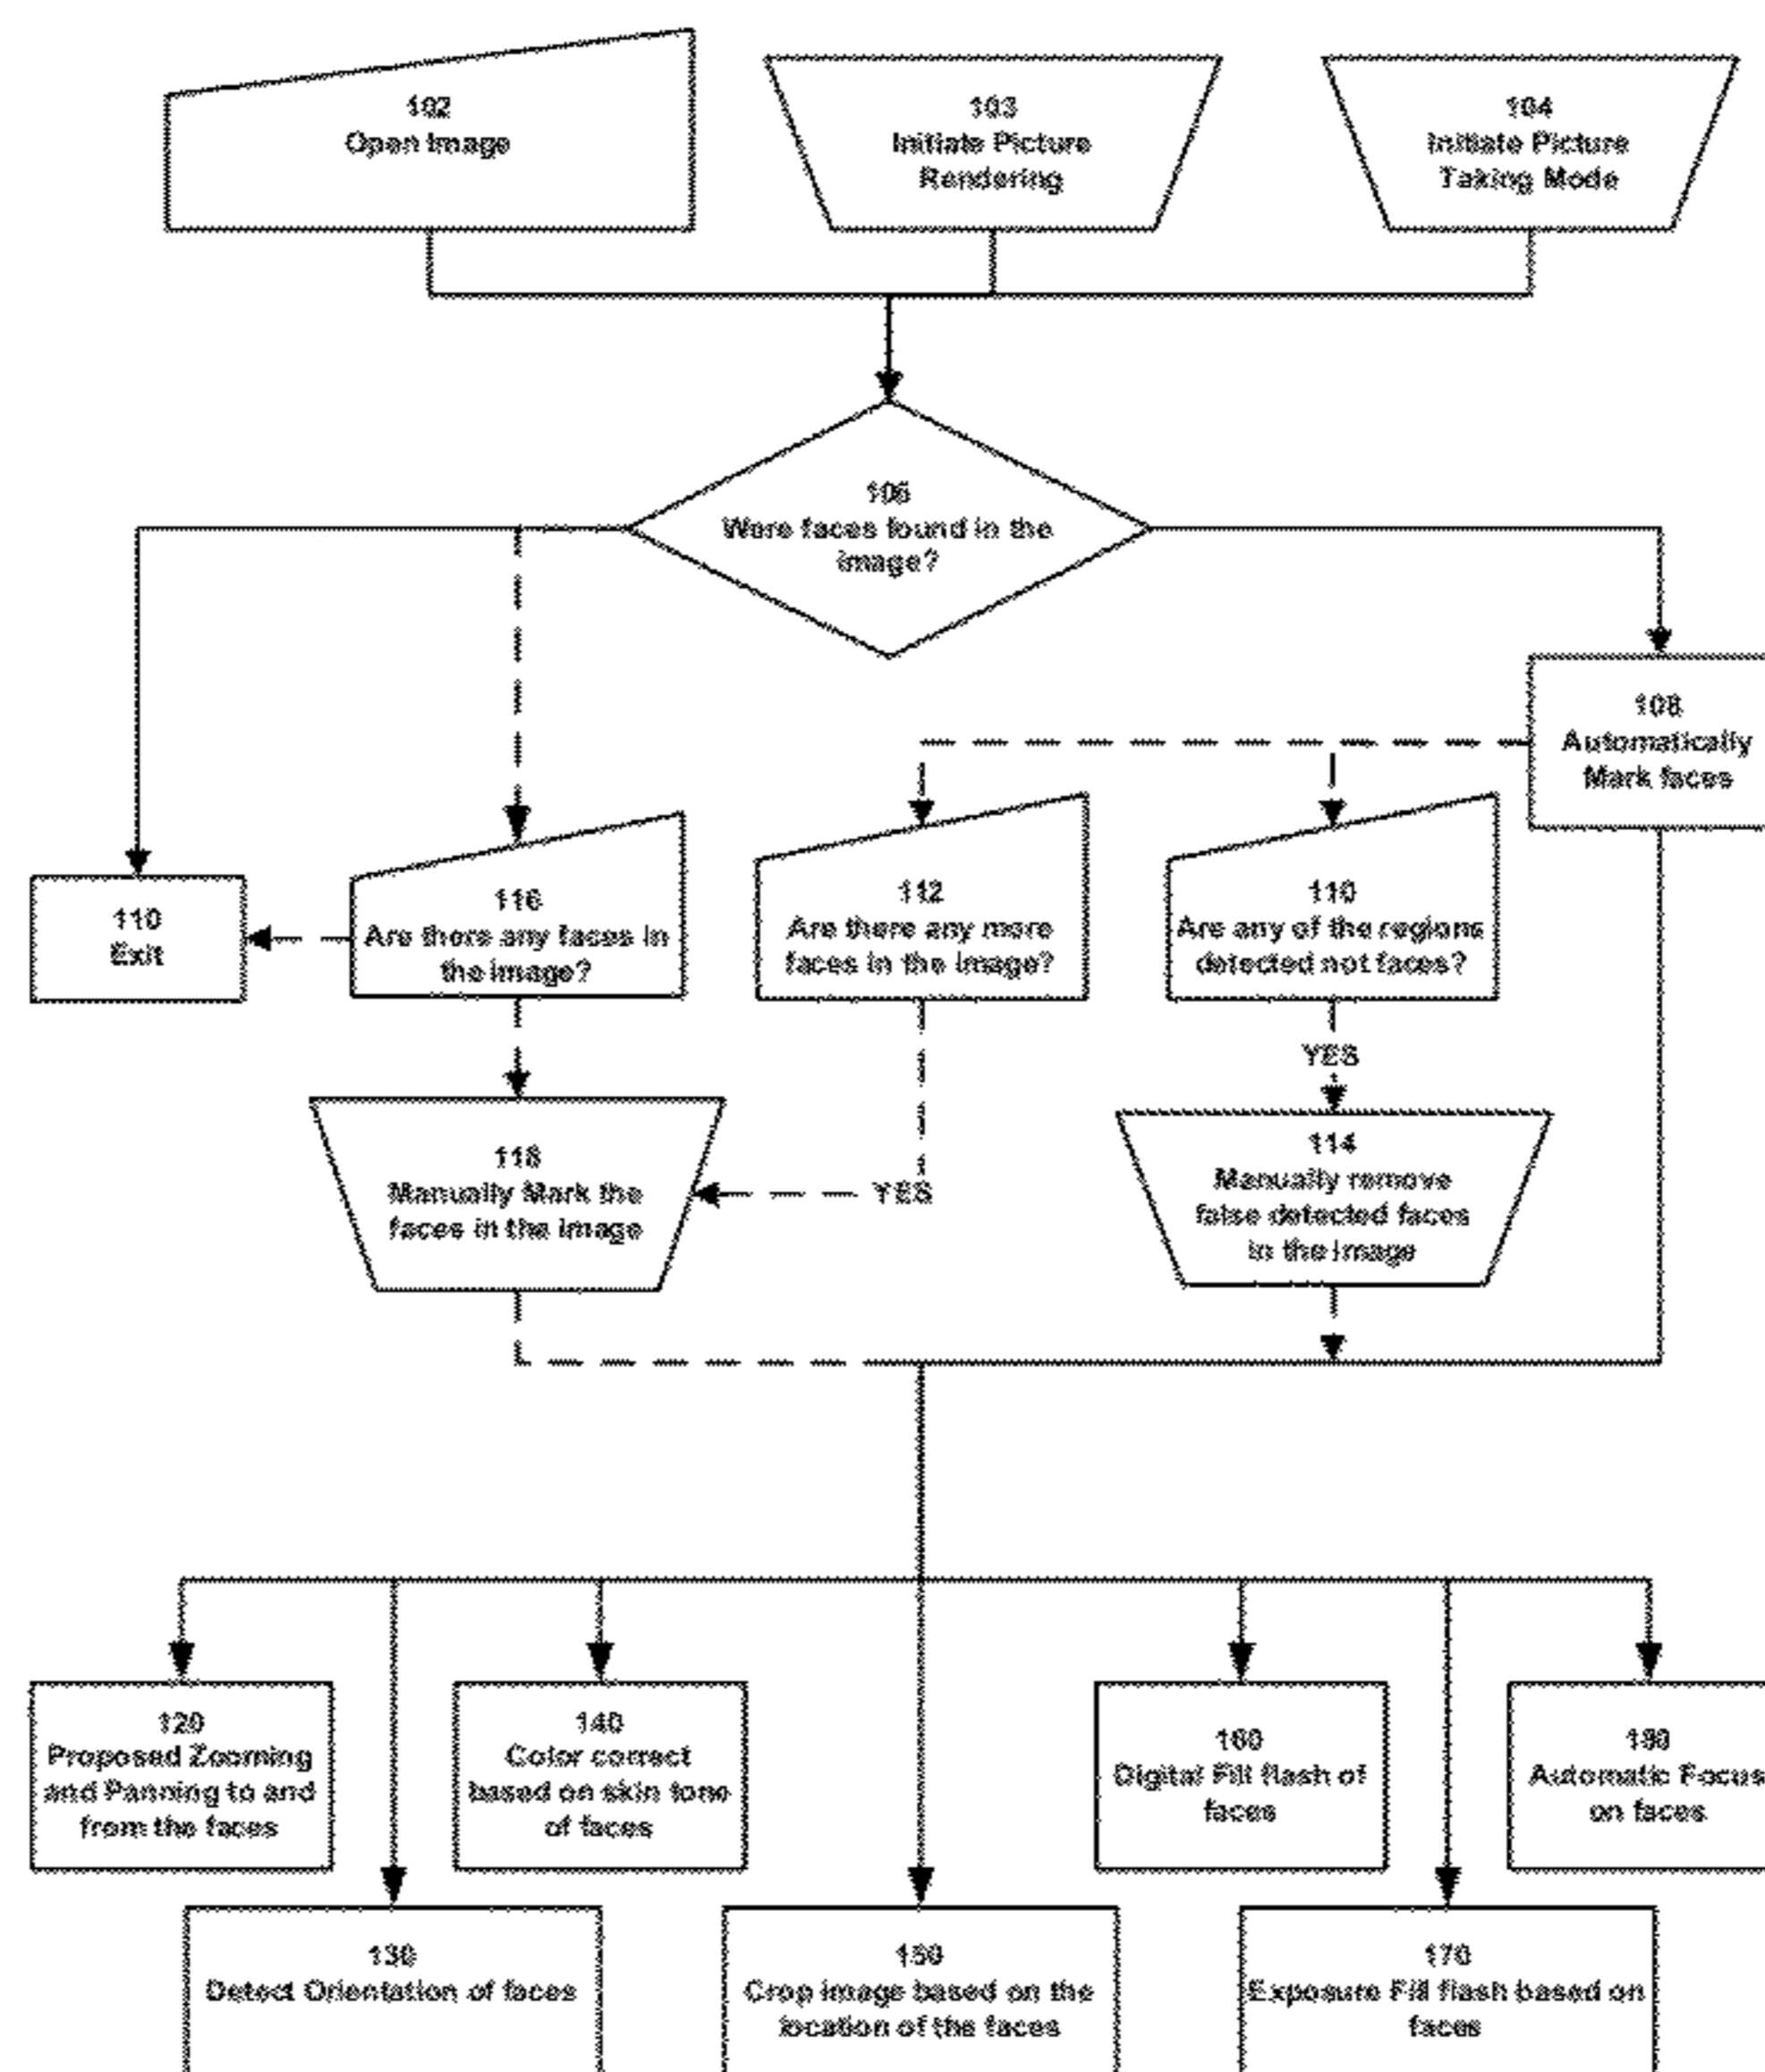 102
Open Image
103
Initiate Picture
Rendering
104
Initiate Picture
Taking Mode
106
Were faces found in the
image?
108
Automatically
Mark faces
110
Exit
116
Are there any faces in
the image?
112
Are there any more
faces in the image?
110
Are any of the regions
detected not faces?
YES
118
Manually Mark the
faces in the image
YES
114
Manually remove
false detected faces
in the image
120
Proposed Zooming
and Panning to and
from the faces
140
Color correct
based on skin tone
of faces
160
Digital Fill flash of
faces
180
Automatic Focus
on faces
130
Detect Orientation of faces
150
Crop image based on the
location of the faces
170
Exposure Fill flash based on
faces